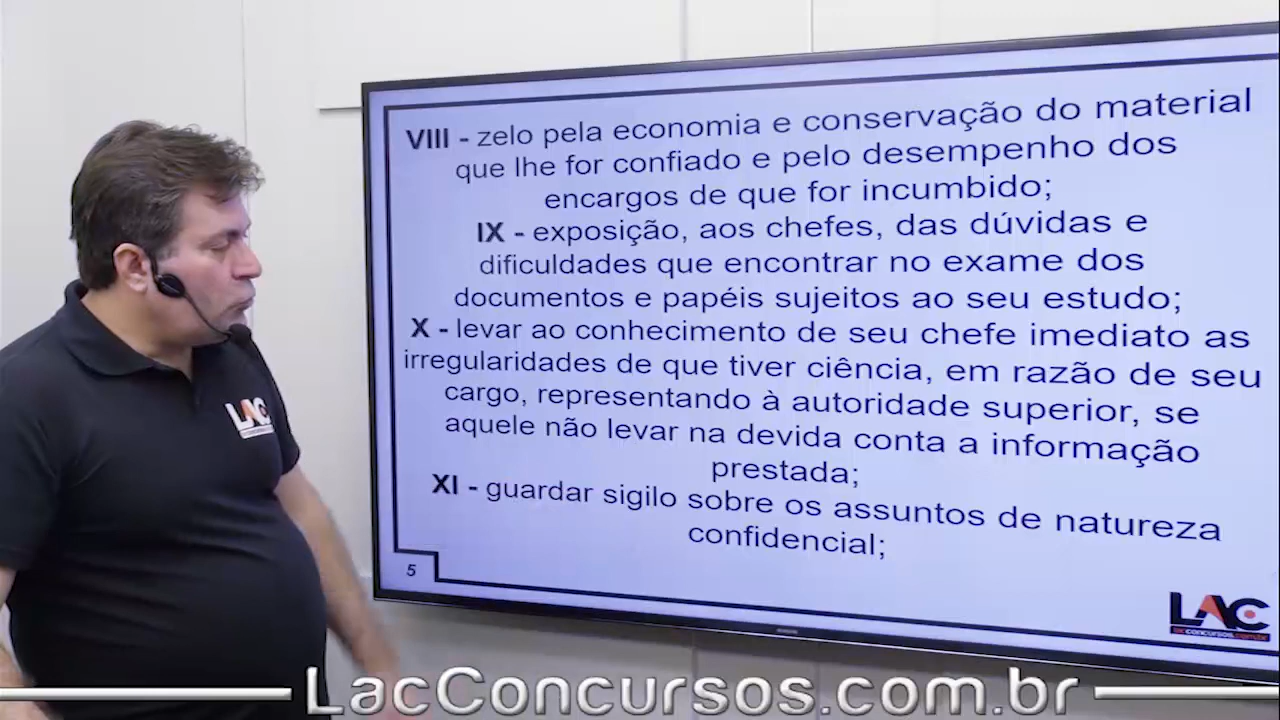 VIII - zelo pela economia e conservação do material
que lhe for confiado e pelo desempenho dos
encargos de que for incumbido;
IX - exposição, aos chefes, das dúvidas e
dificuldades que encontrar no exame dos
documentos e papéis sujeitos ao seu estudo;
X - levar ao conhecimento de seu chefe imediato as
irregularidades de que tiver ciência, em razão de seu
cargo, representando à autoridade superior, se
aquele não levar na devida conta a informação
prestada;
XI - guardar sigilo sobre os assuntos de natureza
confidencial;
5
LAC
lacconcursos.com.br
LAC
LacConcursos.com.br